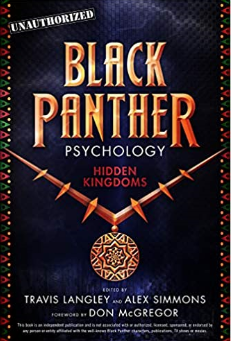 UNAUTHORIZED
BLACK
PANTHER
PSYCHOLOGY
HIDDEN
KINGDOMS
EDITED
BY
TRAVIS LANGLEY AND ALEX SIMMONS
FOREWORD BY DON McGREGOR
This book is an independent publication and is not associated with or authorized, licensed, sponsored, or endorsed by
any person or entity affiliated with the well-known Black Panther characters, publications, TV shows or movies.